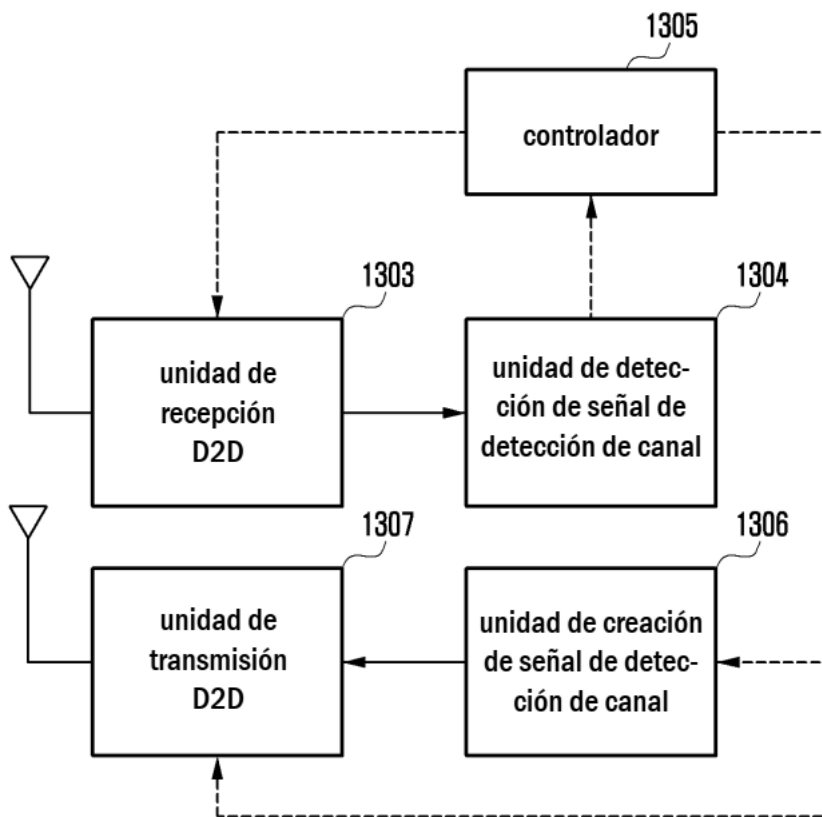 1305
controlador
1303
1304
unidad de
recepción
D2D
unidad de detec-
ción de señal de
detección de canal
1307
1306
unidad de
transmisión
D2D
unidad de creación
de señal de detec-
ción de canal